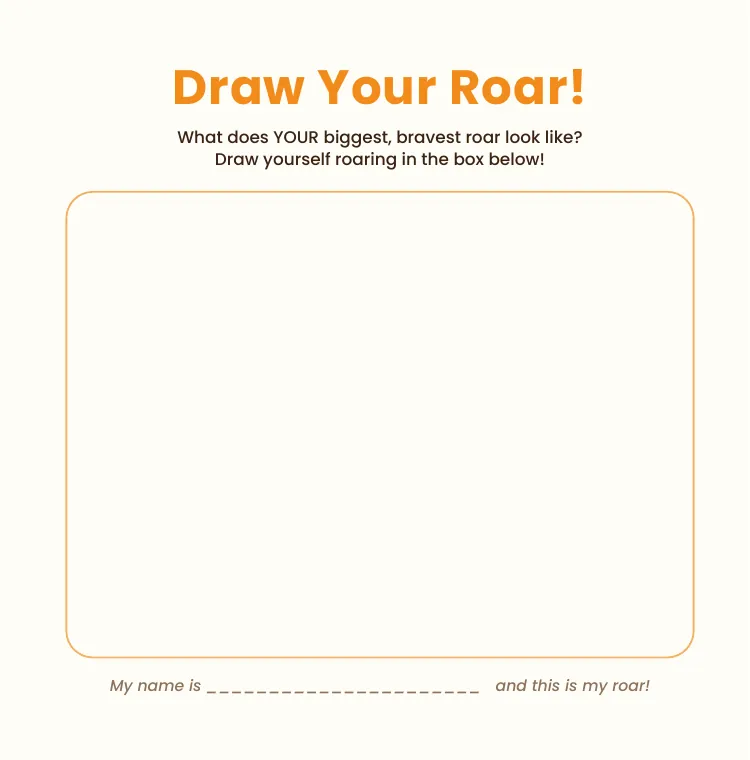 Draw Your Roar!
What does YOUR biggest, bravest roar look like?
Draw yourself roaring in the box below!
My name is _ _ _ _ _ _ _ _ _ _ _ _ _ _ _ _ _ _ _ _ _ _ and this is my roar!